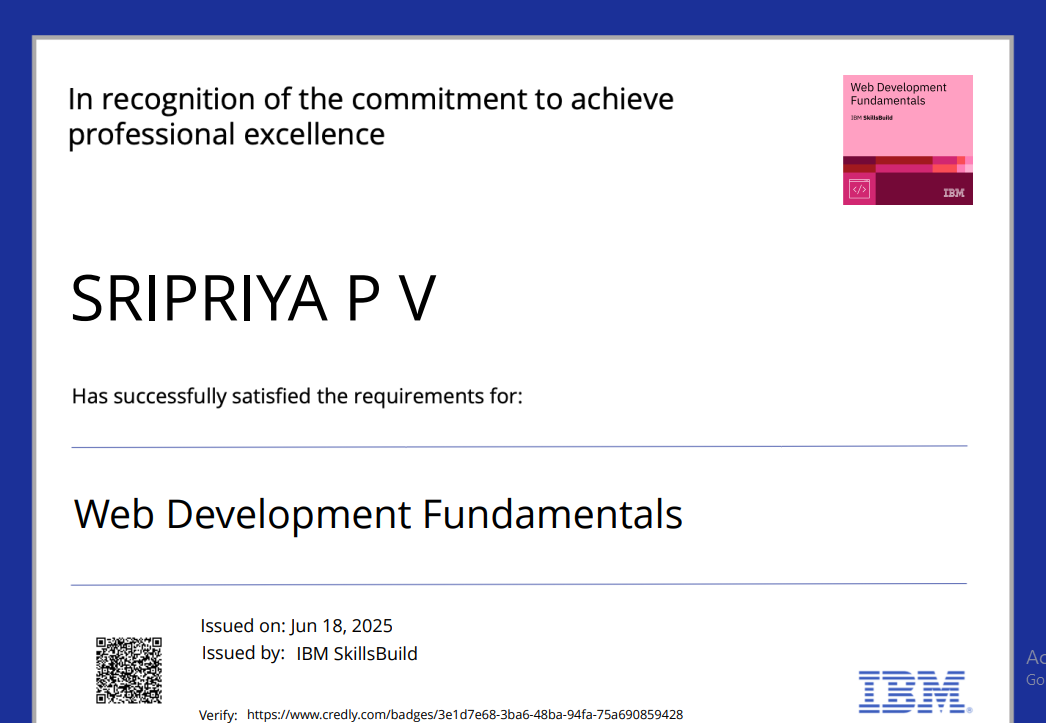 In recognition of the commitment to achieve
professional excellence
Web Development
Fundamentals
IBM SkillsBuild
</>
IBM
SRIPRIYA P V
Has successfully satisfied the requirements for:
Web Development Fundamentals
Issued on: Jun 18, 2025
Issued by: IBM SkillsBuild
Verify: https://www.credly.com/badges/3e1d7e68-3ba6-48ba-94fa-75a690859428
IBM®